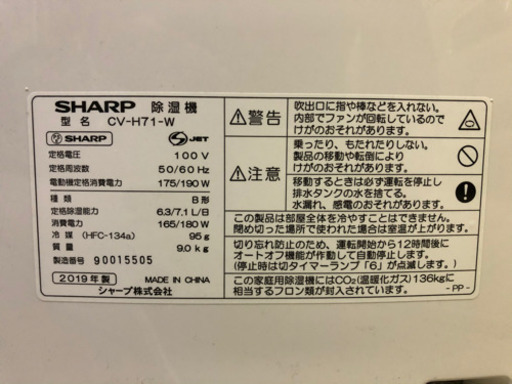 SHARP 除湿機
型名 CV-H71-W
SHARP JET
定格電圧 100V
定格周波数 50/60Hz
電動機定格消費電力 175/190W
種類 B形
定格除湿能力 6.3/7.1L/日
消費電力 165/180W
冷媒(HFC-134a) 95g
質量 9.0kg
製造番号 90015505
2019年製 MADE IN CHINA
シャープ株式会社
警告
吹出口に指や棒などを入れない。
内部でファンが回転しているので
けがのおそれがあります。
注意
乗ったり、もたれたりしない。
製品の移動や転倒により
けがのおそれがあります。
移動するときは必ず運転を停止し
排水タンクの水を捨てる。
水漏れ、感電のおそれがあります。
この製品は部屋全体を冷やすことはできません。
閉め切った場所で使用された場合は室温が上がります。
切り忘れ防止のため、運転開始から12時間後に
オートオフ機能が作動して自動停止します。
(停止時は切タイマーランプ「6」が点滅します。)
この家庭用除湿機にはCO₂(温暖化ガス)136kgに
相当するフロン類が封入されています。
-PP-